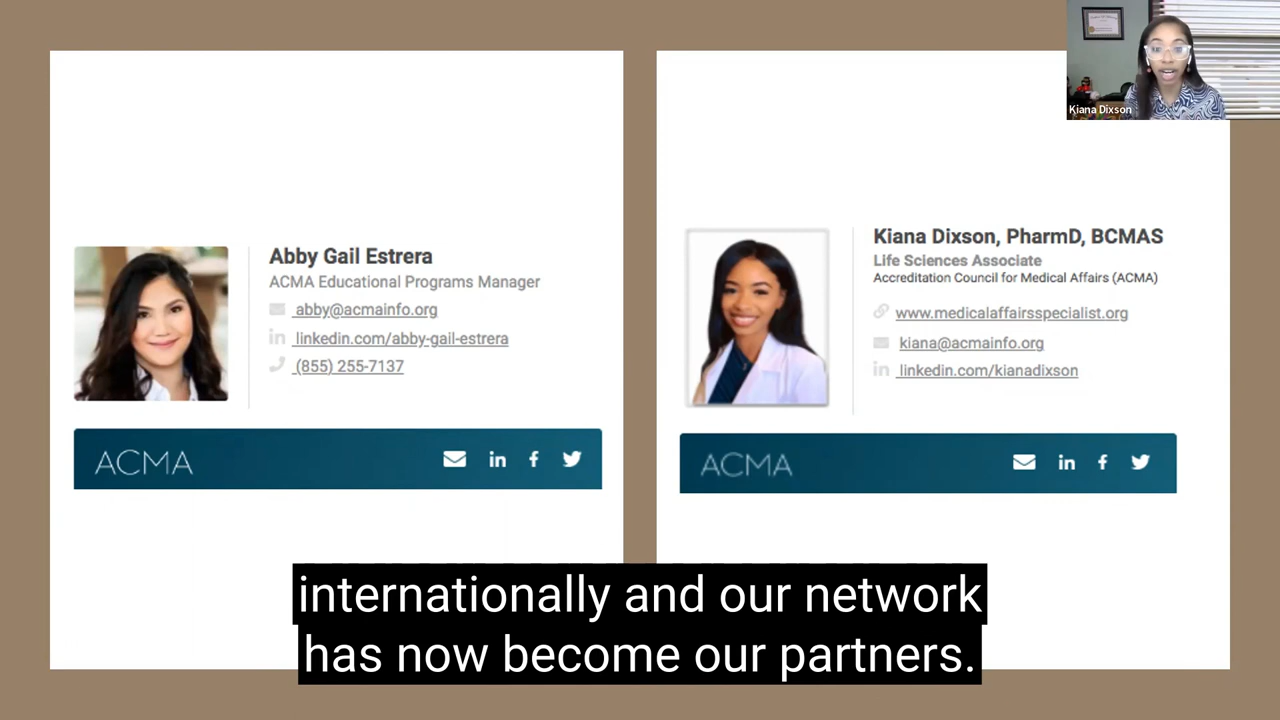 Abby Gail Estrera
ACMA Educational Programs Manager
abby@acmainfo.org
linkedin.com/abby-gail-estrera
(855) 255-7137
ACMA
Kiana Dixson
Kiana Dixson, PharmD, BCMAS
Life Sciences Associate
Accreditation Council for Medical Affairs (ACMA)
www.medicalaffairsspecialist.org
kiana@acmainfo.org
linkedin.com/kianadixson
ACMA
internationally and our network
has now become our partners.